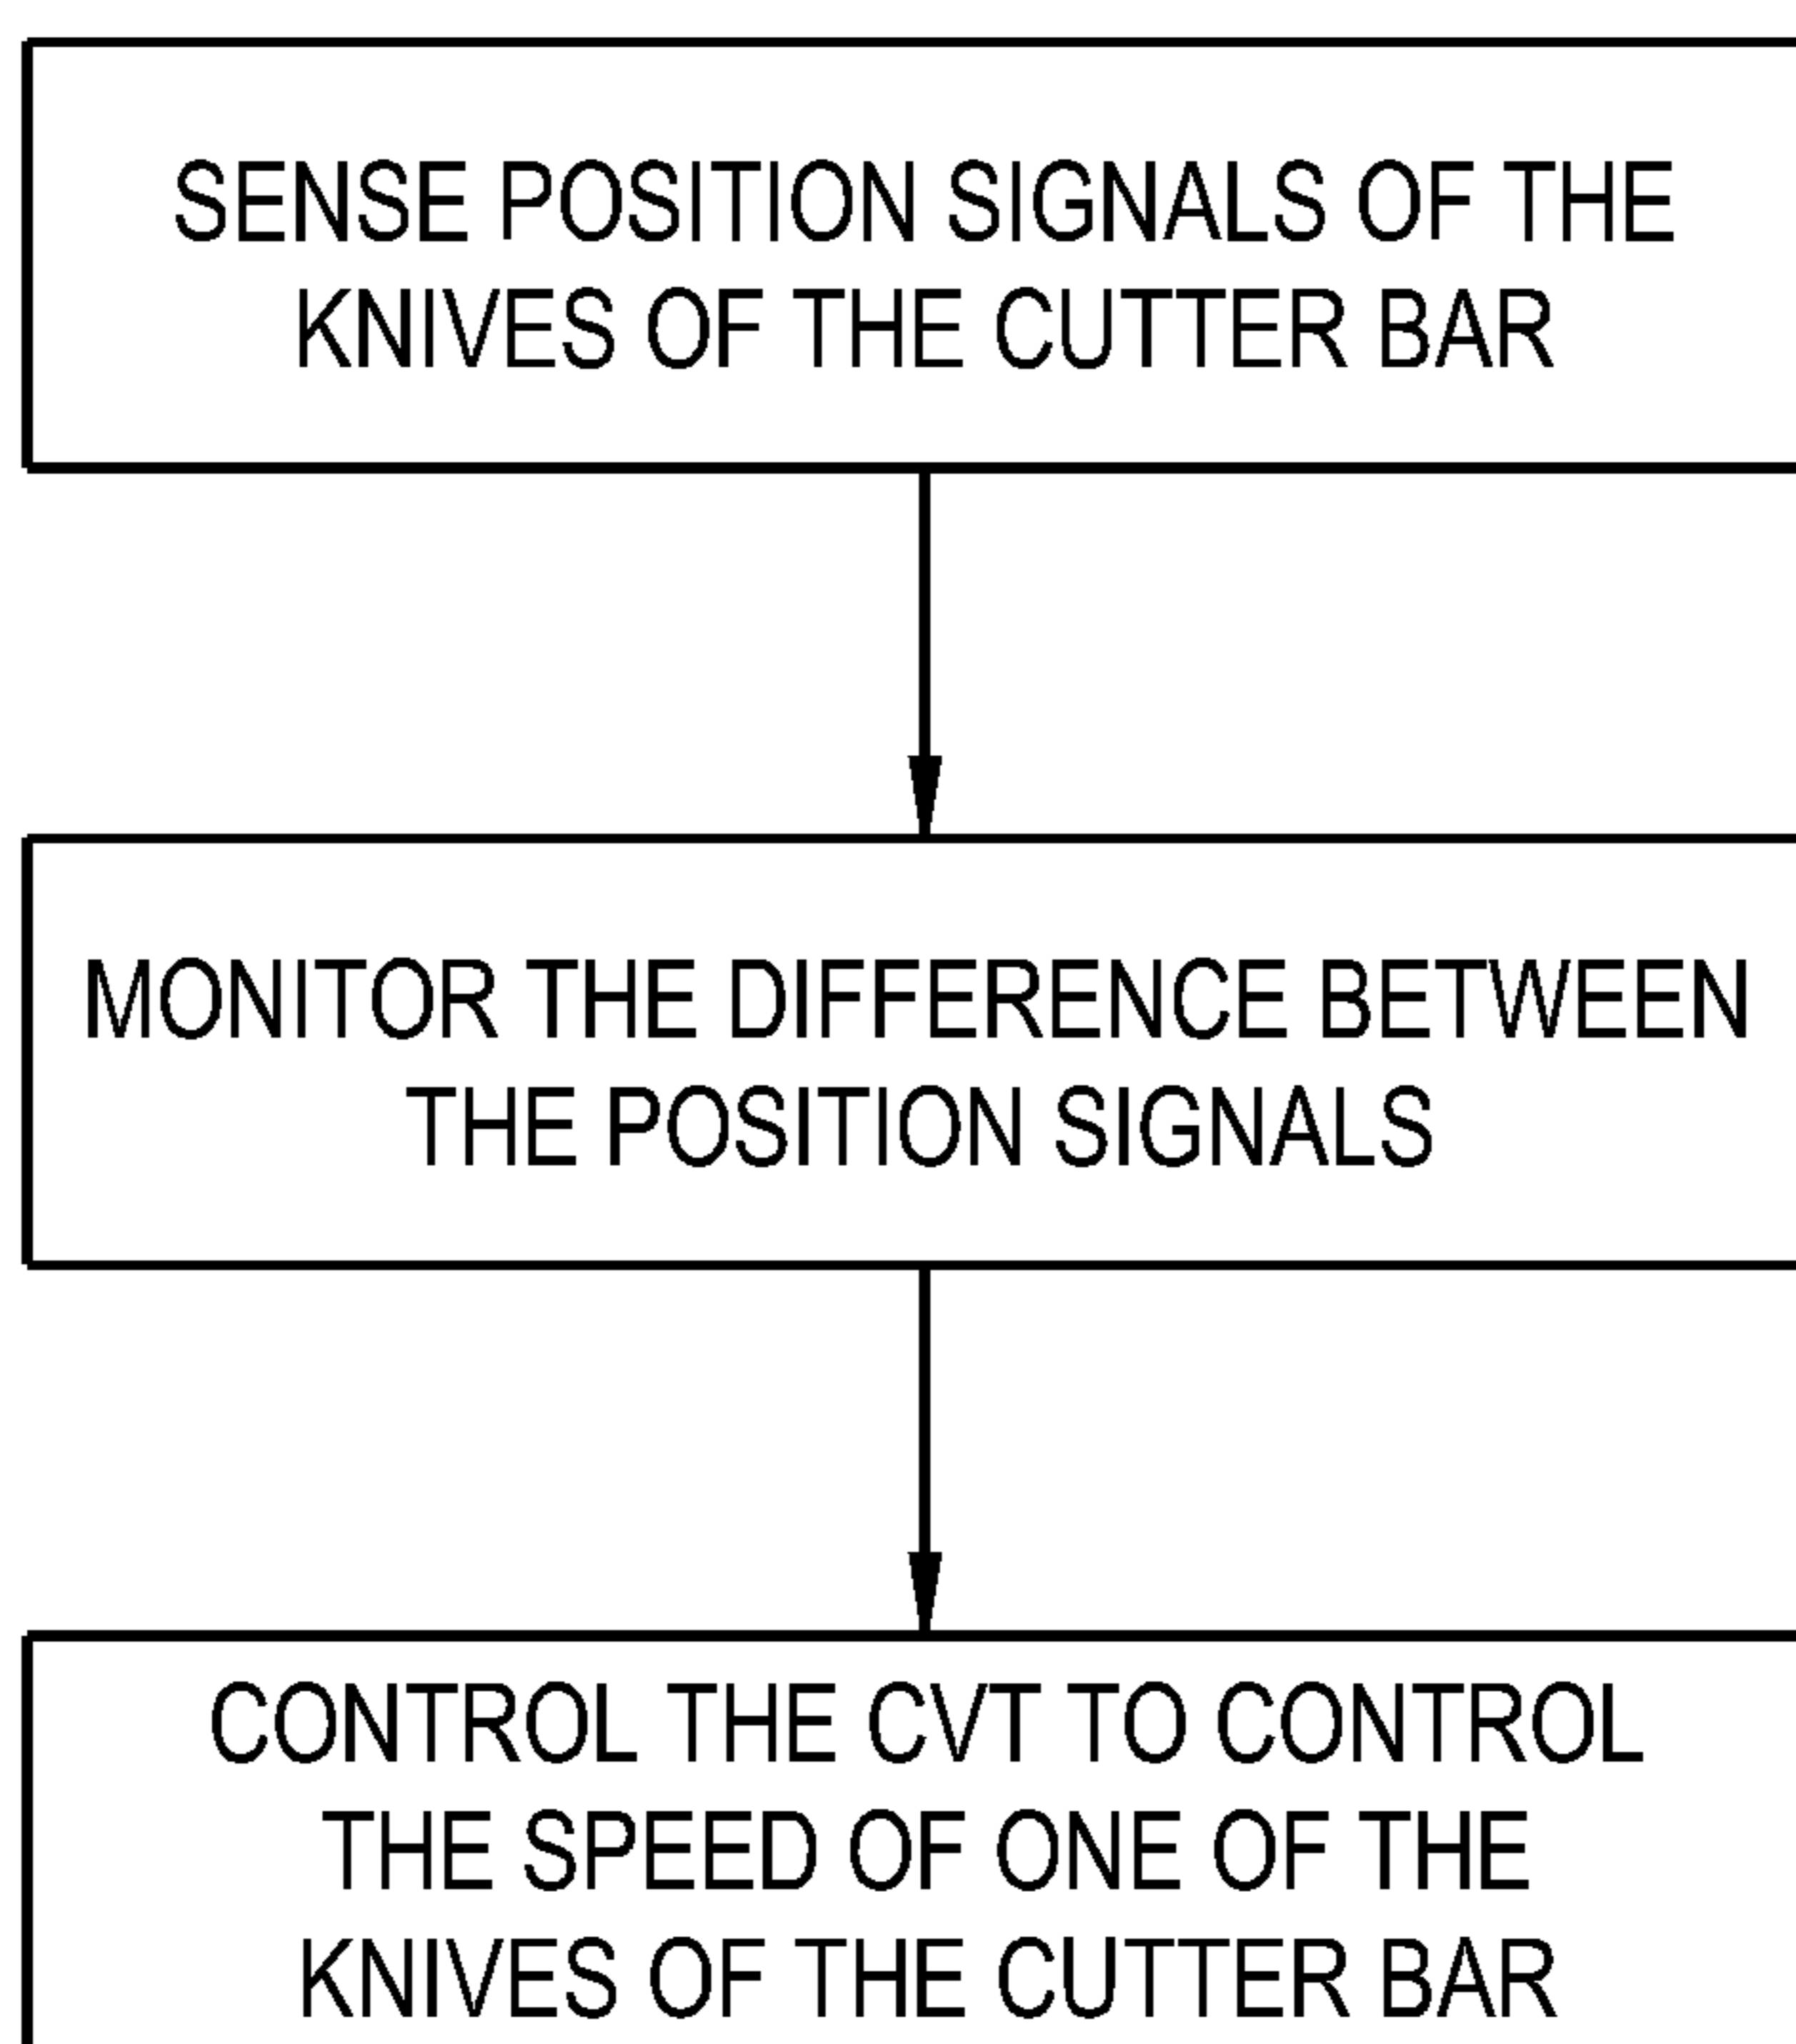 SENSE POSITION SIGNALS OF THE
KNIVES OF THE CUTTER BAR
MONITOR THE DIFFERENCE BETWEEN
THE POSITION SIGNALS
CONTROL THE CVT TO CONTROL
THE SPEED OF ONE OF THE
KNIVES OF THE CUTTER BAR